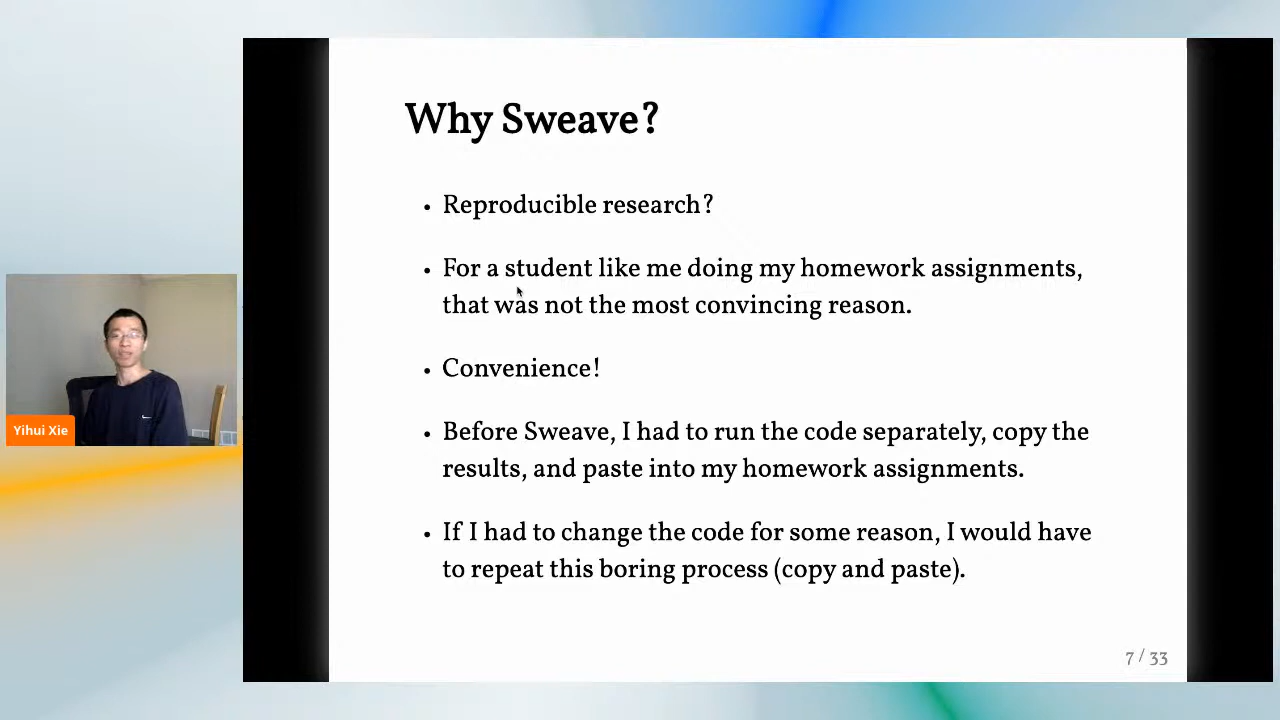 Why Sweave?
• Reproducible research?
• For a student like me doing my homework assignments,
that was not the most convincing reason.
• Convenience!
• Before Sweave, I had to run the code separately, copy the
results, and paste into my homework assignments.
• If I had to change the code for some reason, I would have
to repeat this boring process (copy and paste).
7 / 33
Yihui Xie